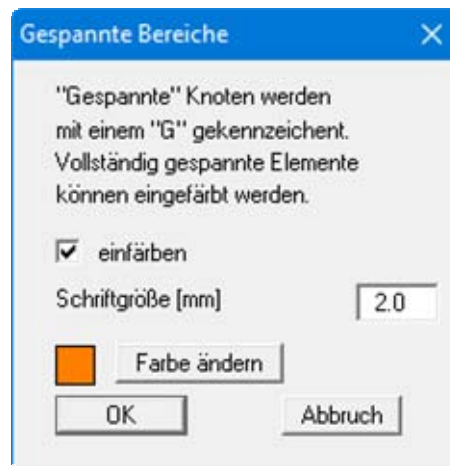 Gespannte Bereiche
"Gespannte" Knoten werden
mit einem "G" gekennzeichent.
Vollständig gespannte Elemente
können eingefärbt werden.
einfärben
Schriftgröße [mm] 2.0
Farbe ändern
OK Abbruch